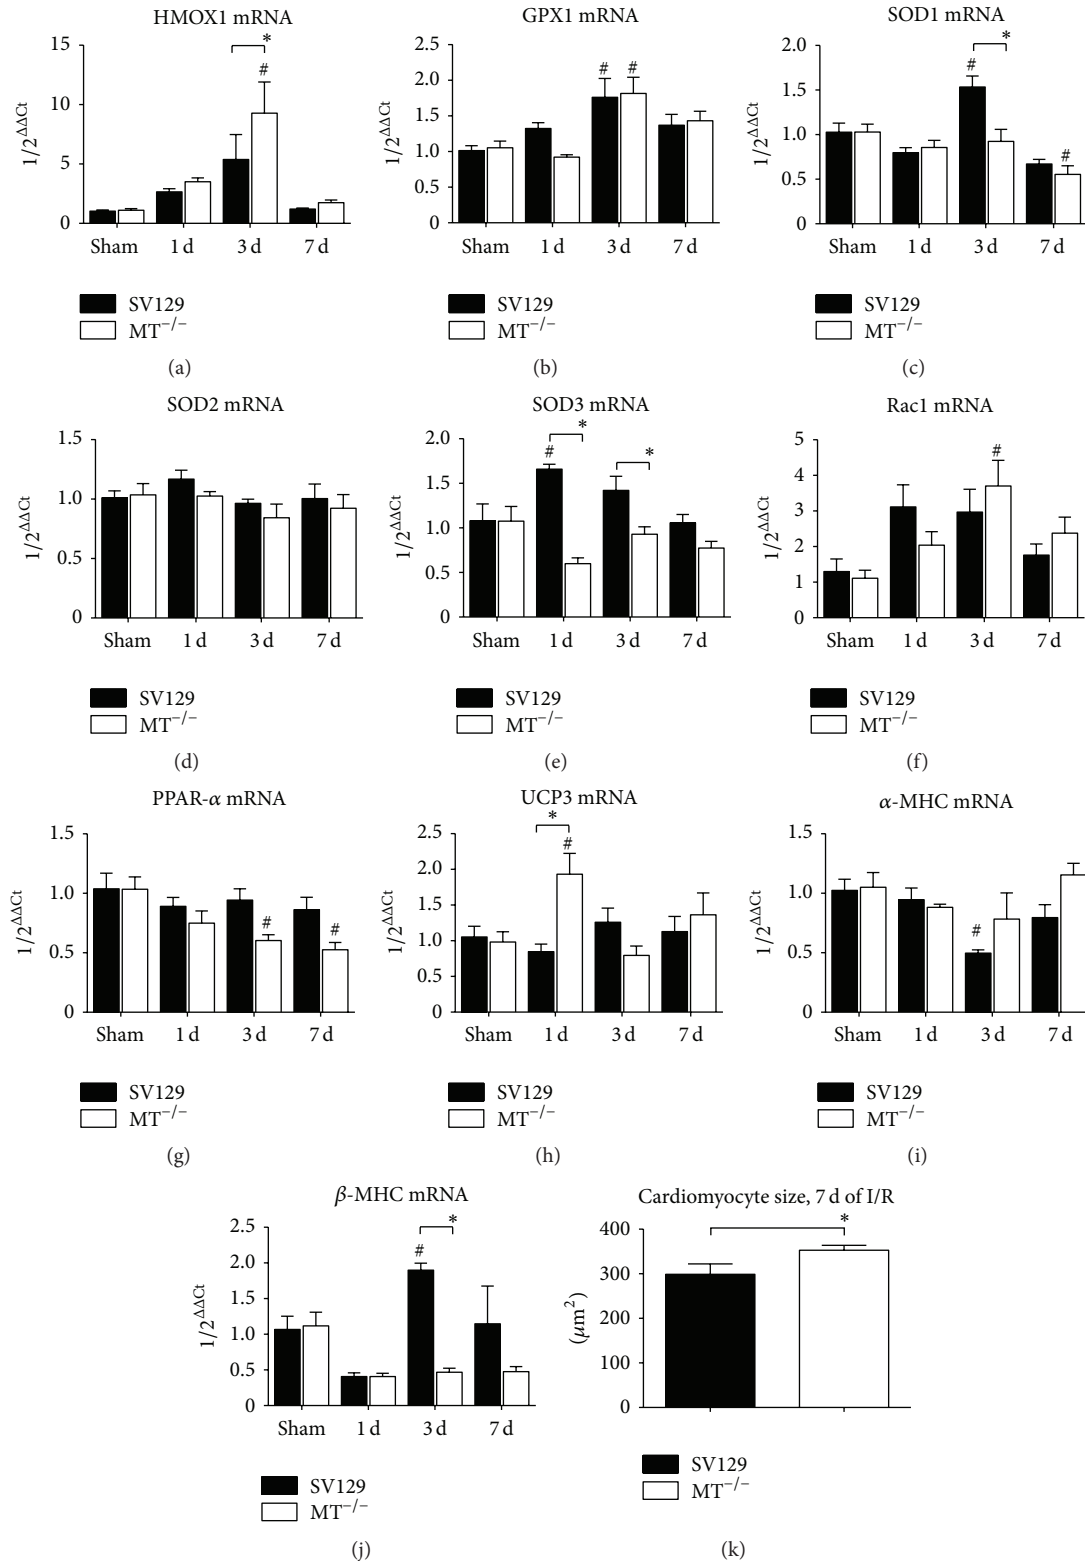 HMOX1 mRNA
15
10
5
0
1/2^ΔΔCt
*
#
Sham 1 d 3 d 7 d
SV129
MT−/−
(a)
GPX1 mRNA
2.5
2.0
1.5
1.0
1.5
0
1/2^ΔΔCt
# #
Sham 1 d 3 d 7 d
SV129
MT−/−
(b)
SOD1 mRNA
2.0
1.5
1.0
0.5
0
1/2^ΔΔCt
# *
#
Sham 1 d 3 d 7 d
SV129
MT−/−
(c)
SOD2 mRNA
1.5
1.0
0.5
0
1/2^ΔΔCt
Sham 1 d 3 d 7 d
SV129
MT−/−
(d)
SOD3 mRNA
2.0
1.5
1.0
0.5
0
1/2^ΔΔCt
# * *
Sham 1 d 3 d 7 d
SV129
MT−/−
(e)
Rac1 mRNA
5
4
3
2
1
0
1/2^ΔΔCt
#
Sham 1 d 3 d 7 d
SV129
MT−/−
(f)
PPAR-α mRNA
1.5
1.0
0.5
0
1/2^ΔΔCt
# #
Sham 1 d 3 d 7 d
SV129
MT−/−
(g)
UCP3 mRNA
2.5
2.0
1.5
1.0
0.5
0
1/2^ΔΔCt
*
#
Sham 1 d 3 d 7 d
SV129
MT−/−
(h)
α-MHC mRNA
1.5
1.0
0.5
0
1/2^ΔΔCt
#
Sham 1 d 3 d 7 d
SV129
MT−/−
(i)
β-MHC mRNA
2.5
2.0
1.5
1.0
0.5
0
1/2^ΔΔCt
# *
Sham 1 d 3 d 7 d
SV129
MT−/−
(j)
Cardiomyocyte size, 7 d of I/R
400
300
200
100
0
(μm²)
*
SV129
MT−/−
(k)